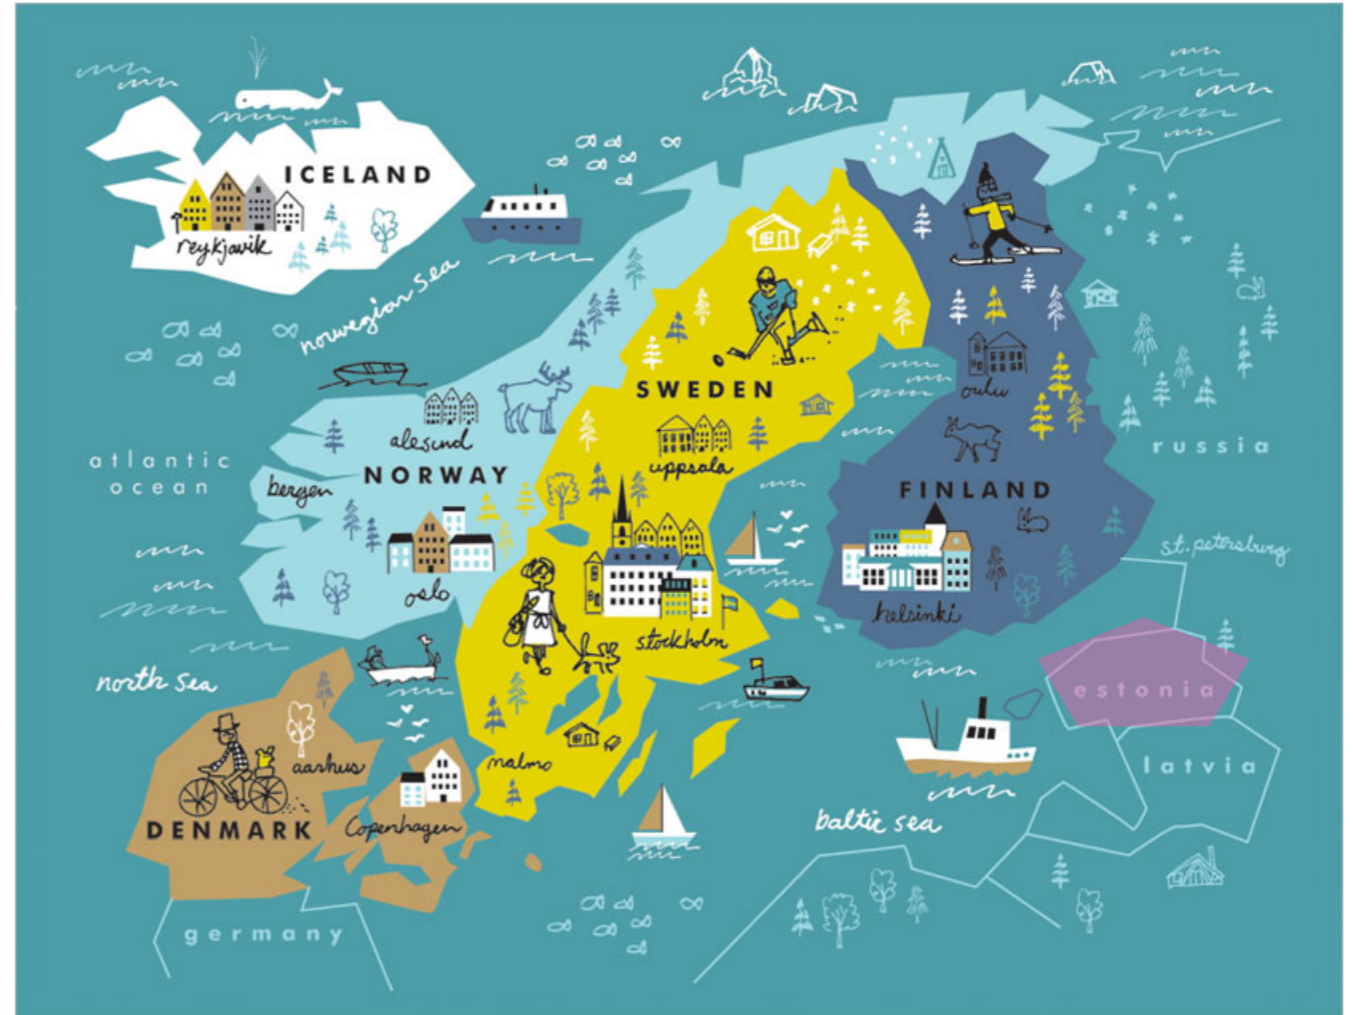 ICELAND
reykjavik
norwegian sea
SWEDEN
oulu
alesund
uppsala
russia
atlantic
ocean
NORWAY
bergen
FINLAND
st. petersburg
oslo
helsinki
stockholm
north sea
estonia
aarhus
malmo
latvia
DENMARK
Copenhagen
baltic sea
germany